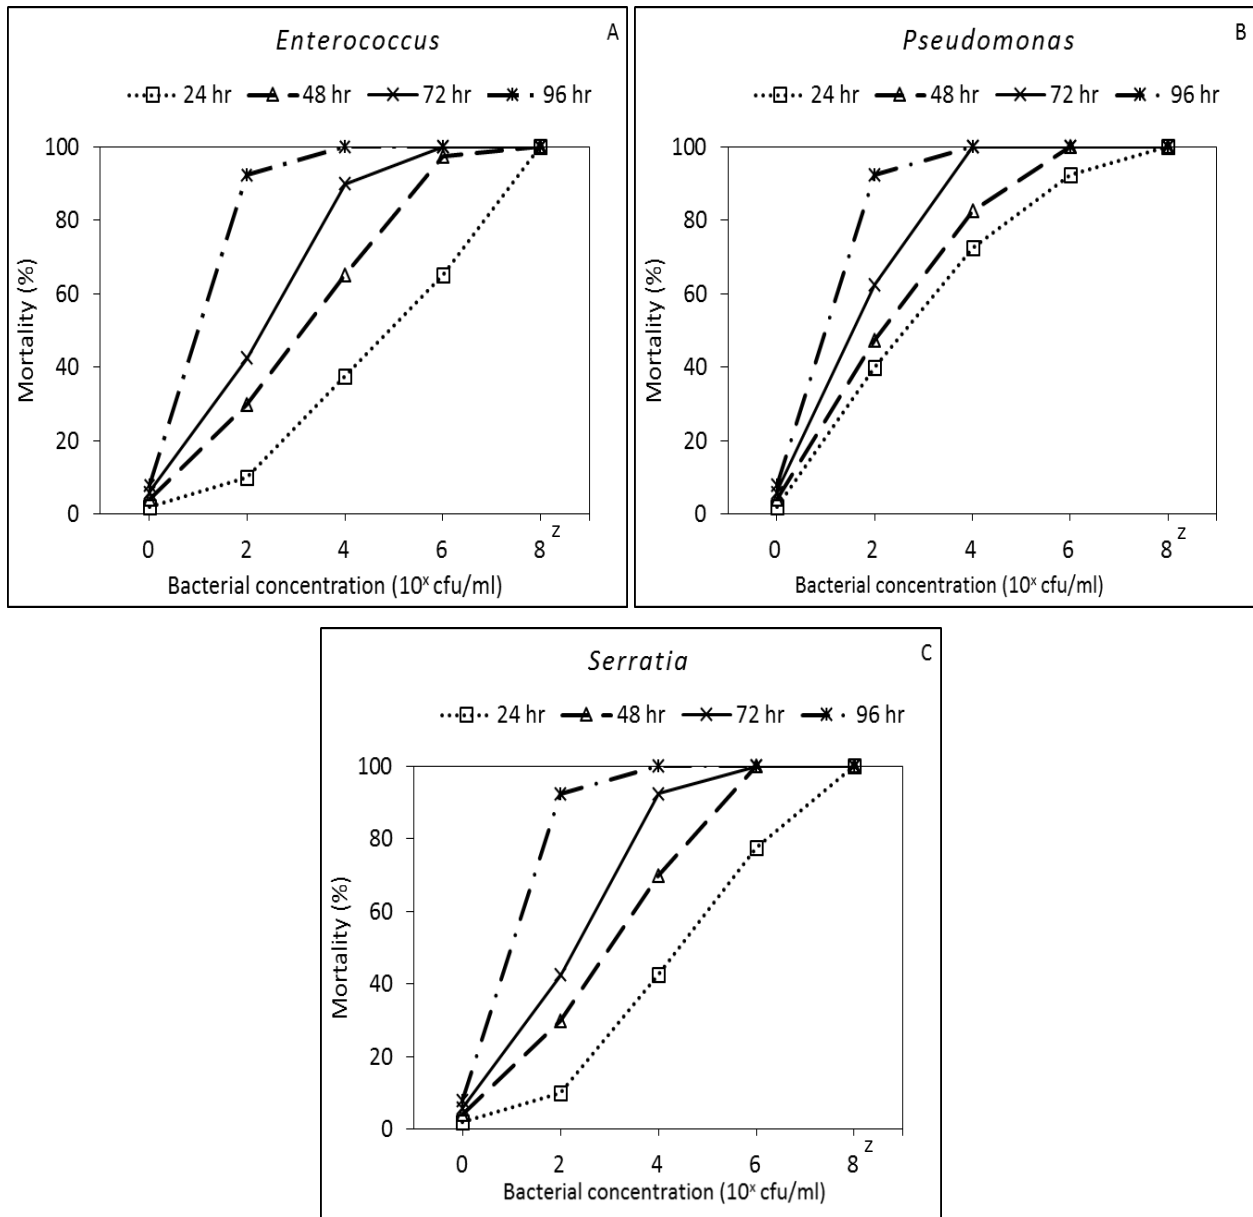 A
Enterococcus
24 hr 48 hr 72 hr 96 hr
100
80
60
40
20
0
Mortality (%)
0 2 4 6 8 z
Bacterial concentration (10ˣ cfu/ml)
B
Pseudomonas
24 hr 48 hr 72 hr 96 hr
100
80
60
40
20
0
Mortality (%)
0 2 4 6 8 z
Bacterial concentration (10ˣ cfu/ml)
C
Serratia
24 hr 48 hr 72 hr 96 hr
100
80
60
40
20
0
Mortality (%)
0 2 4 6 8 z
Bacterial concentration (10ˣ cfu/ml)